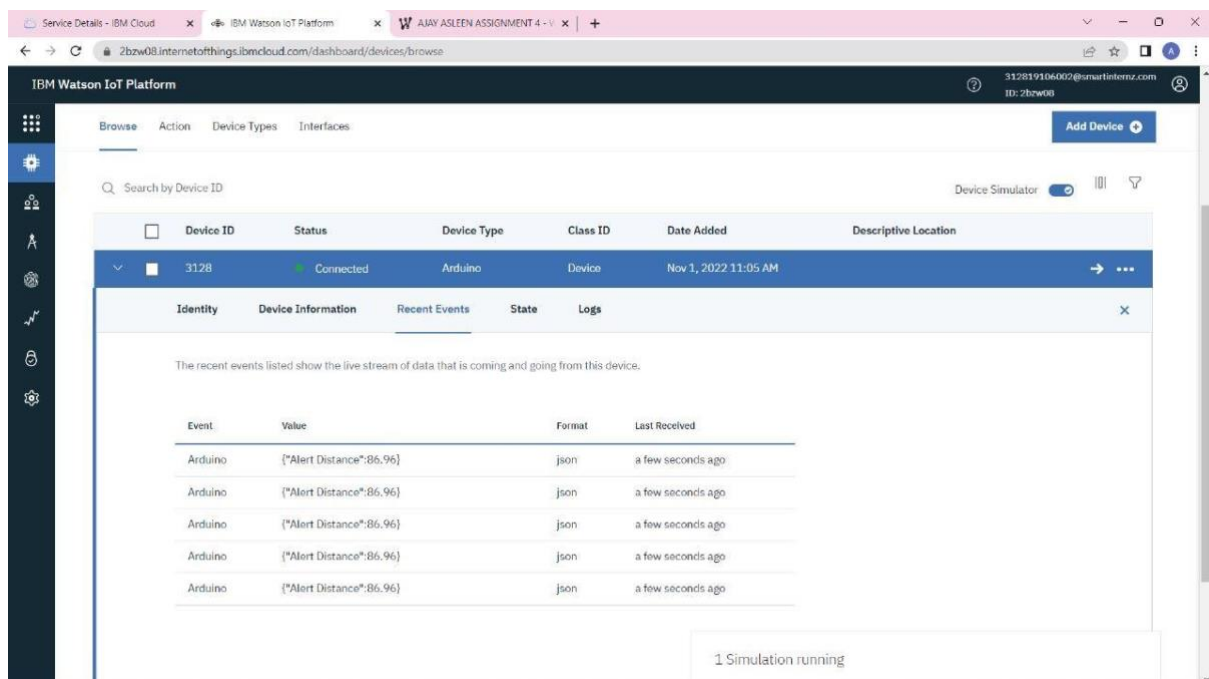 Service Details - IBM Cloud
IBM Watson IoT Platform
AJAY ASLEEN ASSIGNMENT 4 -
2bzw08.internetofthings.ibmcloud.com/dashboard/devices/browse
A
IBM Watson IoT Platform
312819106002@smartinternz.com
ID: 2bzw08
Browse Action Device Types Interfaces
Add Device
Search by Device ID
Device Simulator
Device ID Status Device Type Class ID Date Added Descriptive Location
3128 Connected Arduino Device Nov 1, 2022 11:05 AM
Identity Device Information Recent Events State Logs
The recent events listed show the live stream of data that is coming and going from this device.
Event Value Format Last Received
Arduino {"Alert Distance":86.96} json a few seconds ago
Arduino {"Alert Distance":86.96} json a few seconds ago
Arduino {"Alert Distance":86.96} json a few seconds ago
Arduino {"Alert Distance":86.96} json a few seconds ago
Arduino {"Alert Distance":86.96} json a few seconds ago
1 Simulation running